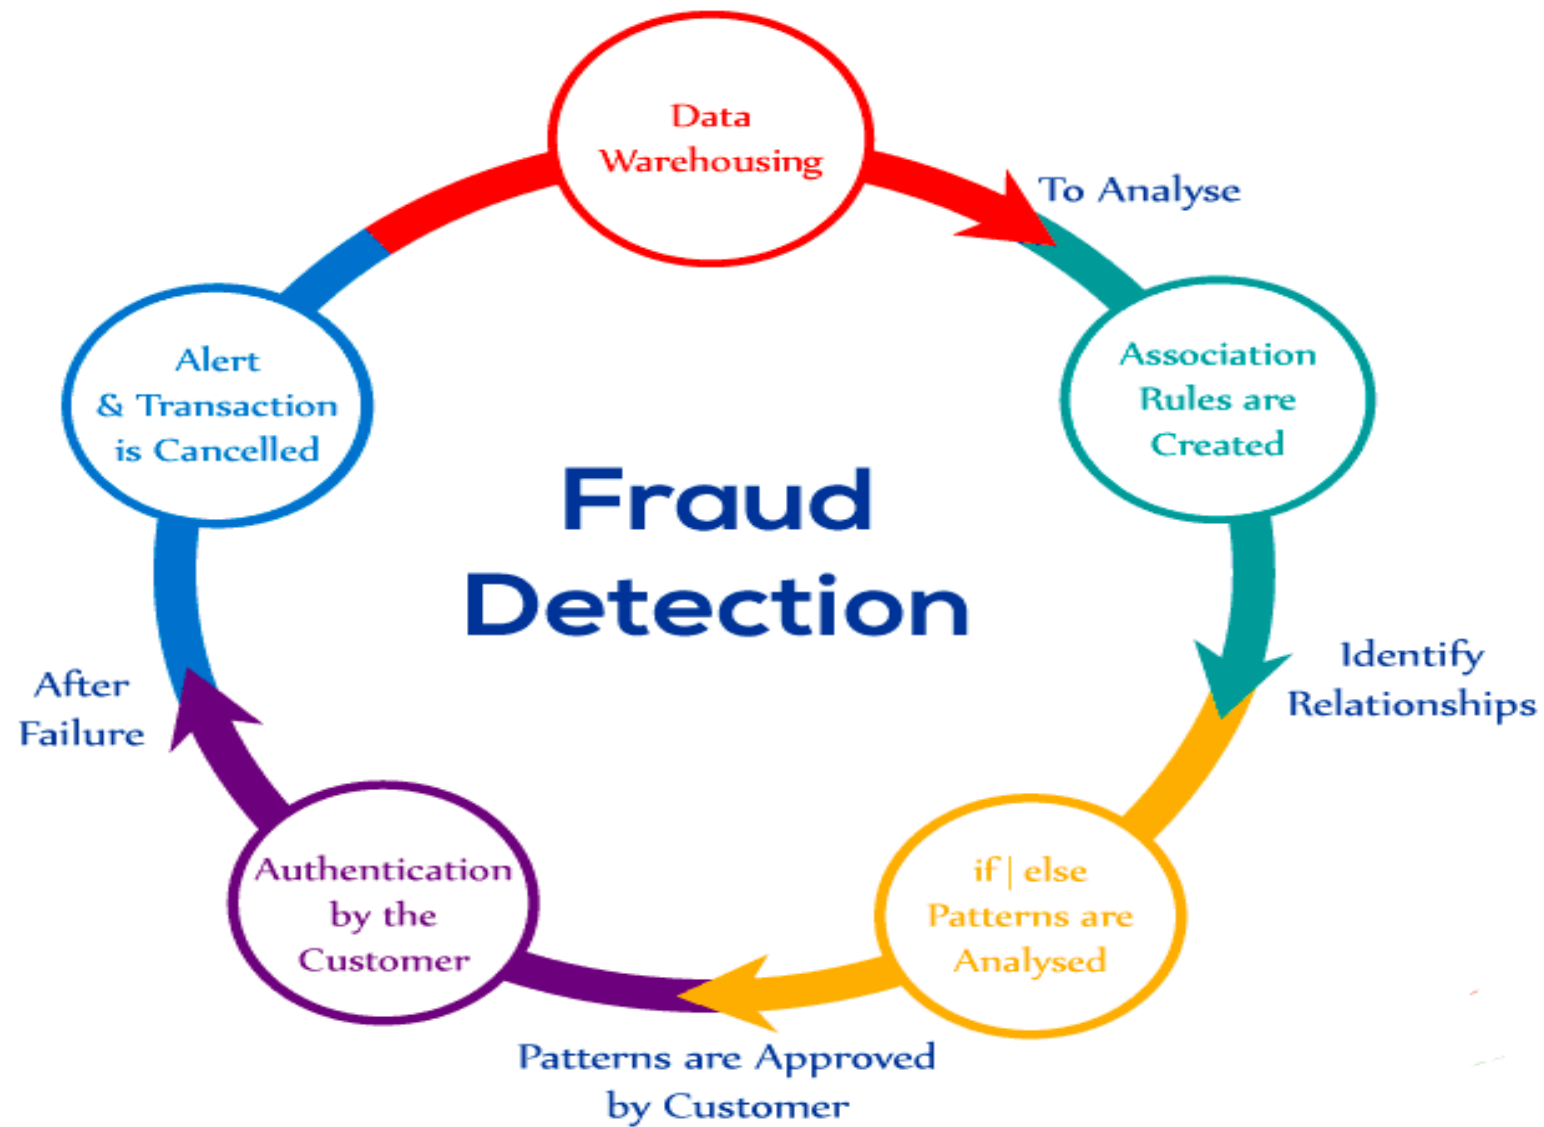 Data
Warehousing
To Analyse
Association
Rules are
Created
Identify
Relationships
if | else
Patterns are
Analysed
Patterns are Approved
by Customer
Authentication
by the
Customer
After
Failure
Alert
& Transaction
is Cancelled
Fraud
Detection